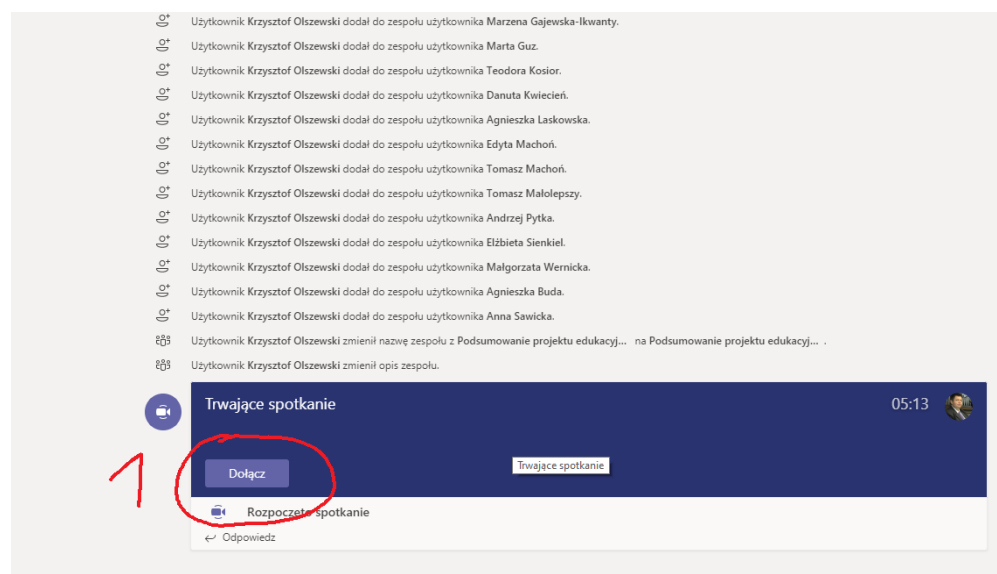 Użytkownik Krzysztof Olszewski dodał do zespołu użytkownika Marzena Gajewska-Ikwanty.
Użytkownik Krzysztof Olszewski dodał do zespołu użytkownika Marta Guz.
Użytkownik Krzysztof Olszewski dodał do zespołu użytkownika Teodora Kosior.
Użytkownik Krzysztof Olszewski dodał do zespołu użytkownika Danuta Kwiecień.
Użytkownik Krzysztof Olszewski dodał do zespołu użytkownika Agnieszka Laskowska.
Użytkownik Krzysztof Olszewski dodał do zespołu użytkownika Edyta Machoń.
Użytkownik Krzysztof Olszewski dodał do zespołu użytkownika Tomasz Machoń.
Użytkownik Krzysztof Olszewski dodał do zespołu użytkownika Tomasz Małolepszy.
Użytkownik Krzysztof Olszewski dodał do zespołu użytkownika Andrzej Pytka.
Użytkownik Krzysztof Olszewski dodał do zespołu użytkownika Elżbieta Sienkiel.
Użytkownik Krzysztof Olszewski dodał do zespołu użytkownika Małgorzata Wernicka.
Użytkownik Krzysztof Olszewski dodał do zespołu użytkownika Agnieszka Buda.
Użytkownik Krzysztof Olszewski dodał do zespołu użytkownika Anna Sawicka.
Użytkownik Krzysztof Olszewski zmienił nazwę zespołu z Podsumowanie projektu edukacyj... na Podsumowanie projektu edukacyj... .
Użytkownik Krzysztof Olszewski zmienił opis zespołu.
Trwające spotkanie 05:13
Trwające spotkanie
1 Dołącz
Rozpoczęto spotkanie
Odpowiedz